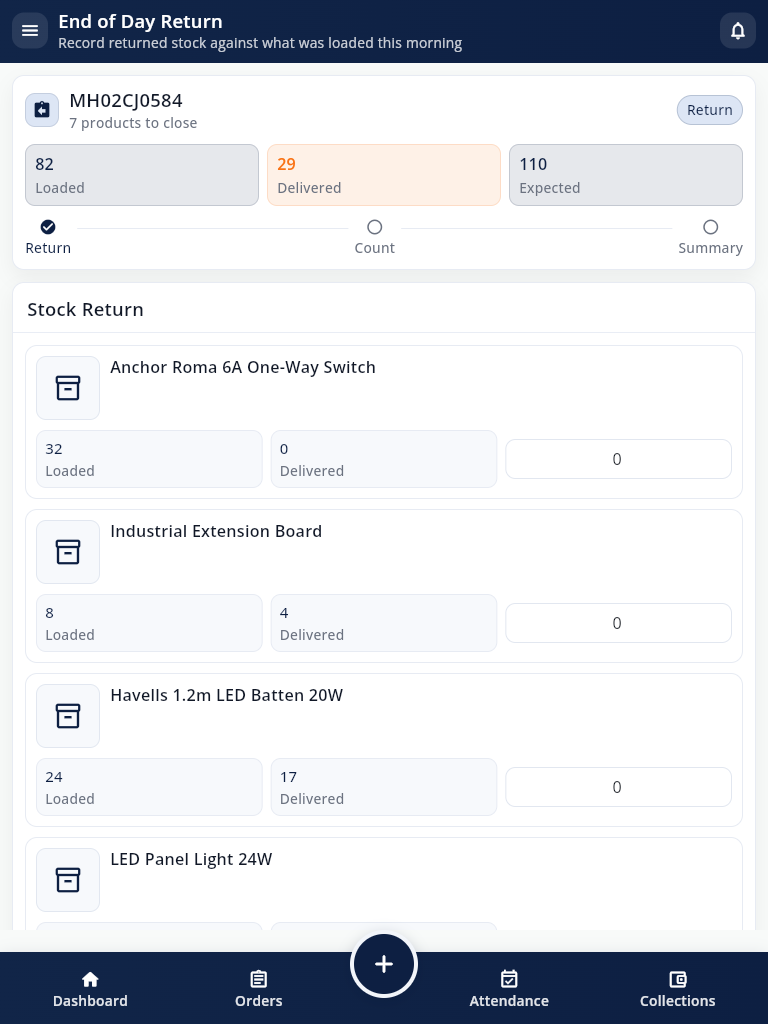 End of Day Return
Record returned stock against what was loaded this morning
MH02CJ0584
7 products to close
Return
82
Loaded
29
Delivered
110
Expected
Return
Count
Summary
Stock Return
Anchor Roma 6A One-Way Switch
32
Loaded
0
Delivered
0
Industrial Extension Board
8
Loaded
4
Delivered
0
Havells 1.2m LED Batten 20W
24
Loaded
17
Delivered
0
LED Panel Light 24W
Dashboard
Orders
Attendance
Collections